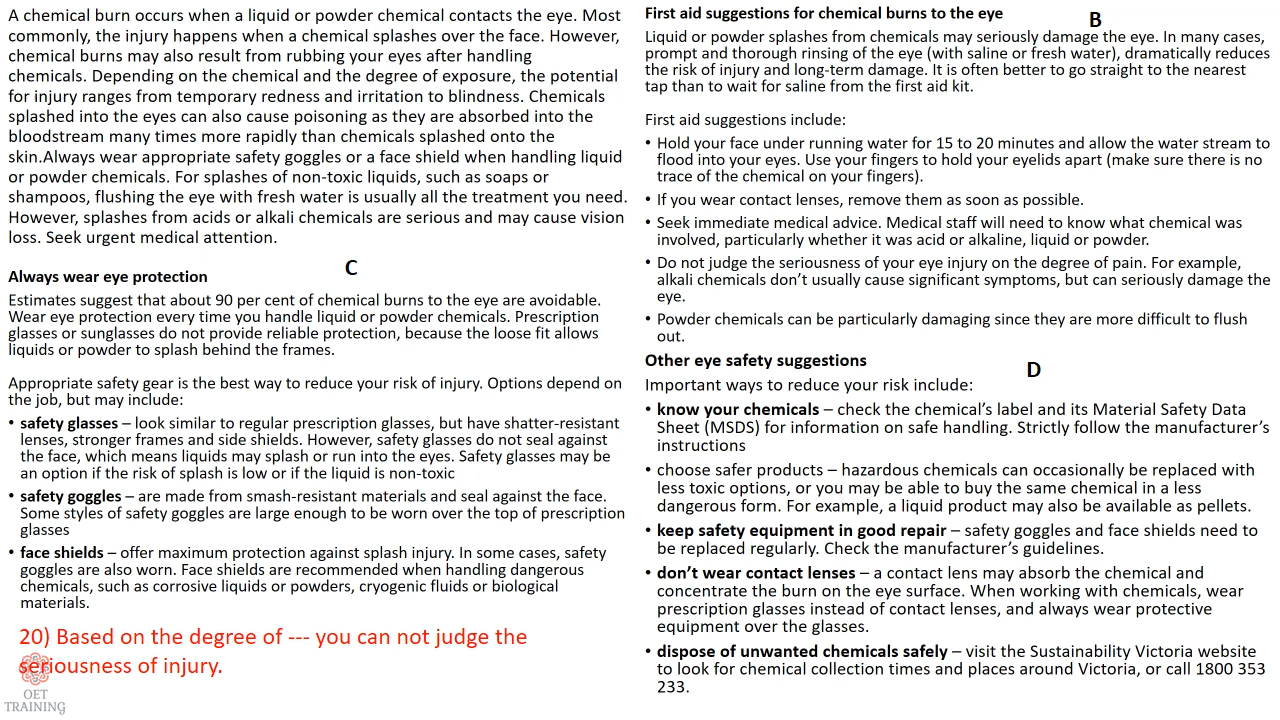 A chemical burn occurs when a liquid or powder chemical contacts the eye. Most
commonly, the injury happens when a chemical splashes over the face. However,
chemical burns may also result from rubbing your eyes after handling
chemicals. Depending on the chemical and the degree of exposure, the potential
for injury ranges from temporary redness and irritation to blindness. Chemicals
splashed into the eyes can also cause poisoning as they are absorbed into the
bloodstream many times more rapidly than chemicals splashed onto the
skin.Always wear appropriate safety goggles or a face shield when handling liquid
or powder chemicals. For splashes of non-toxic liquids, such as soaps or
shampoos, flushing the eye with fresh water is usually all the treatment you need.
However, splashes from acids or alkali chemicals are serious and may cause vision
loss. Seek urgent medical attention.
C
Always wear eye protection
Estimates suggest that about 90 per cent of chemical burns to the eye are avoidable.
Wear eye protection every time you handle liquid or powder chemicals. Prescription
glasses or sunglasses do not provide reliable protection, because the loose fit allows
liquids or powder to splash behind the frames.
Appropriate safety gear is the best way to reduce your risk of injury. Options depend on
the job, but may include:
• safety glasses – look similar to regular prescription glasses, but have shatter-resistant
lenses, stronger frames and side shields. However, safety glasses do not seal against
the face, which means liquids may splash or run into the eyes. Safety glasses may be
an option if the risk of splash is low or if the liquid is non-toxic
• safety goggles – are made from smash-resistant materials and seal against the face.
Some styles of safety goggles are large enough to be worn over the top of prescription
glasses
• face shields – offer maximum protection against splash injury. In some cases, safety
goggles are also worn. Face shields are recommended when handling dangerous
chemicals, such as corrosive liquids or powders, cryogenic fluids or biological
materials.
20) Based on the degree of --- you can not judge the
seriousness of injury.
OET
TRAINING
First aid suggestions for chemical burns to the eye
B
Liquid or powder splashes from chemicals may seriously damage the eye. In many cases,
prompt and thorough rinsing of the eye (with saline or fresh water), dramatically reduces
the risk of injury and long-term damage. It is often better to go straight to the nearest
tap than to wait for saline from the first aid kit.
First aid suggestions include:
• Hold your face under running water for 15 to 20 minutes and allow the water stream to
flood into your eyes. Use your fingers to hold your eyelids apart (make sure there is no
trace of the chemical on your fingers).
• If you wear contact lenses, remove them as soon as possible.
• Seek immediate medical advice. Medical staff will need to know what chemical was
involved, particularly whether it was acid or alkaline, liquid or powder.
• Do not judge the seriousness of your eye injury on the degree of pain. For example,
alkali chemicals don’t usually cause significant symptoms, but can seriously damage the
eye.
• Powder chemicals can be particularly damaging since they are more difficult to flush
out.
Other eye safety suggestions
D
Important ways to reduce your risk include:
• know your chemicals – check the chemical’s label and its Material Safety Data
Sheet (MSDS) for information on safe handling. Strictly follow the manufacturer’s
instructions
• choose safer products – hazardous chemicals can occasionally be replaced with
less toxic options, or you may be able to buy the same chemical in a less
dangerous form. For example, a liquid product may also be available as pellets.
• keep safety equipment in good repair – safety goggles and face shields need to
be replaced regularly. Check the manufacturer’s guidelines.
• don’t wear contact lenses – a contact lens may absorb the chemical and
concentrate the burn on the eye surface. When working with chemicals, wear
prescription glasses instead of contact lenses, and always wear protective
equipment over the glasses.
• dispose of unwanted chemicals safely – visit the Sustainability Victoria website
to look for chemical collection times and places around Victoria, or call 1800 353
233.